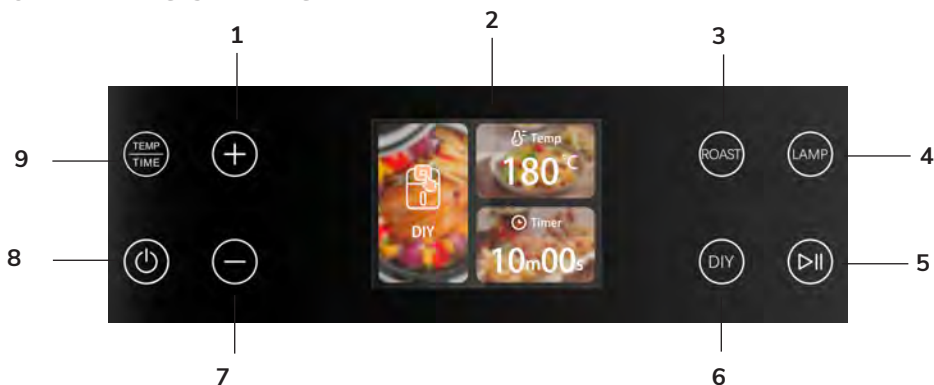 1
2
3
TEMP
TIME
+
Temp
180°C
ROAST
LAMP
9
4
DIY
Timer
10m00s
DIY
8
5
7
6